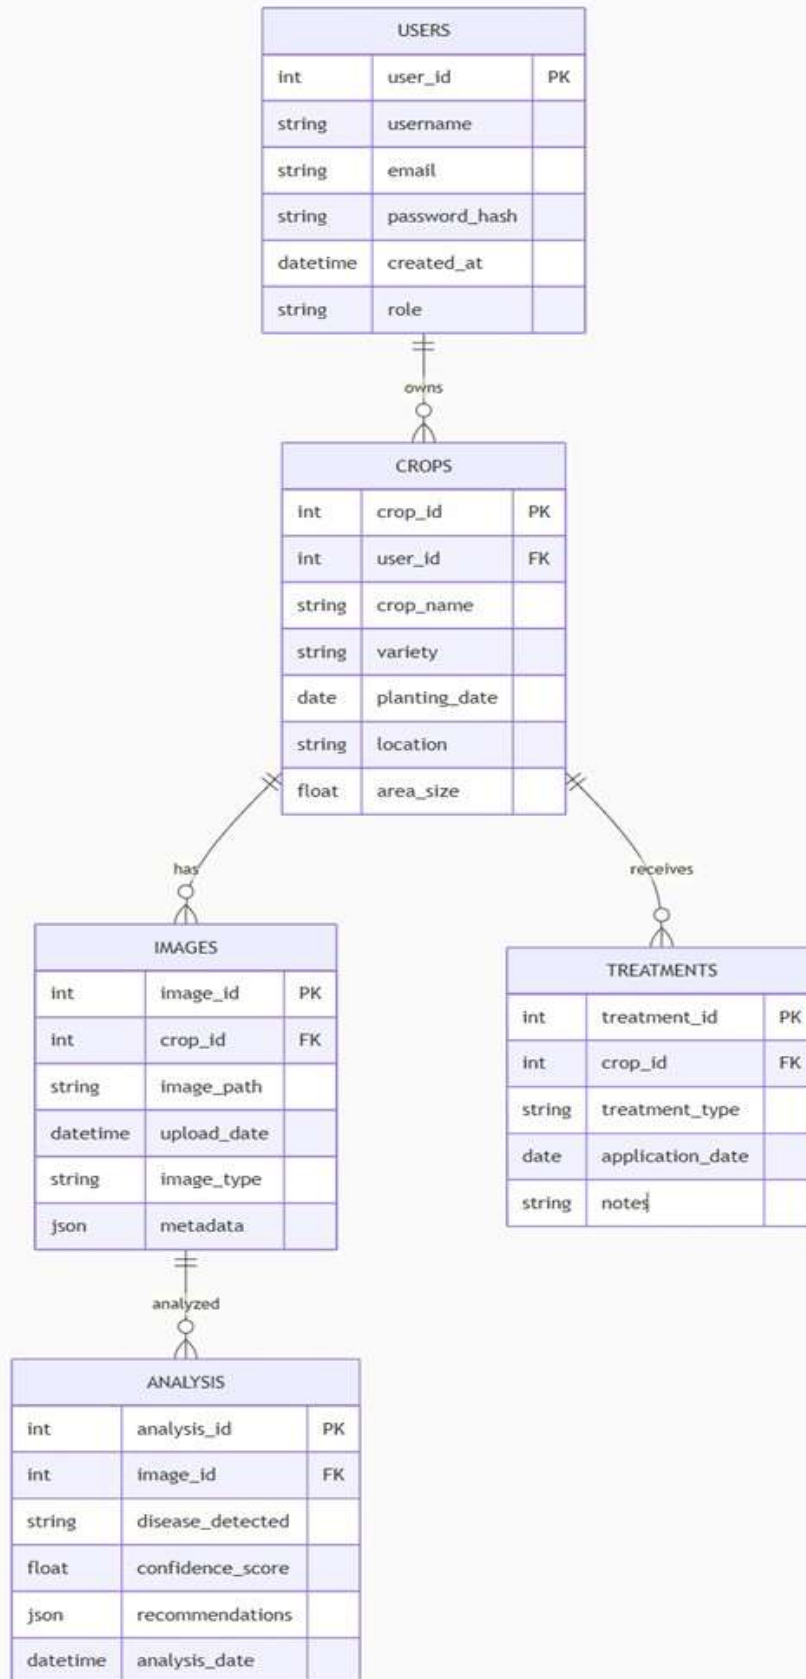 USERS
int user_id PK
string username
string email
string password_hash
datetime created_at
string role
owns
CROPS
int crop_id PK
int user_id FK
string crop_name
string variety
date planting_date
string location
float area_size
has
receives
IMAGES
int image_id PK
int crop_id FK
string image_path
datetime upload_date
string image_type
json metadata
TREATMENTS
int treatment_id PK
int crop_id FK
string treatment_type
date application_date
string notes
analyzed
ANALYSIS
int analysis_id PK
int image_id FK
string disease_detected
float confidence_score
json recommendations
datetime analysis_date